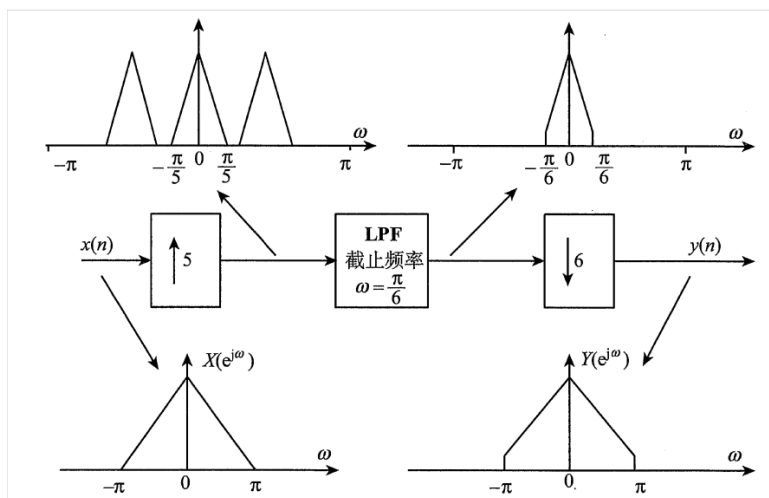 ω ω
−π −π/5 0 π/5 π −π −π/6 0 π/6 π
x(n) ↑5 LPF ↓6 y(n)
截止频率
ω=π/6
X(e^{jω}) Y(e^{jω})
ω ω
−π 0 π −π 0 π